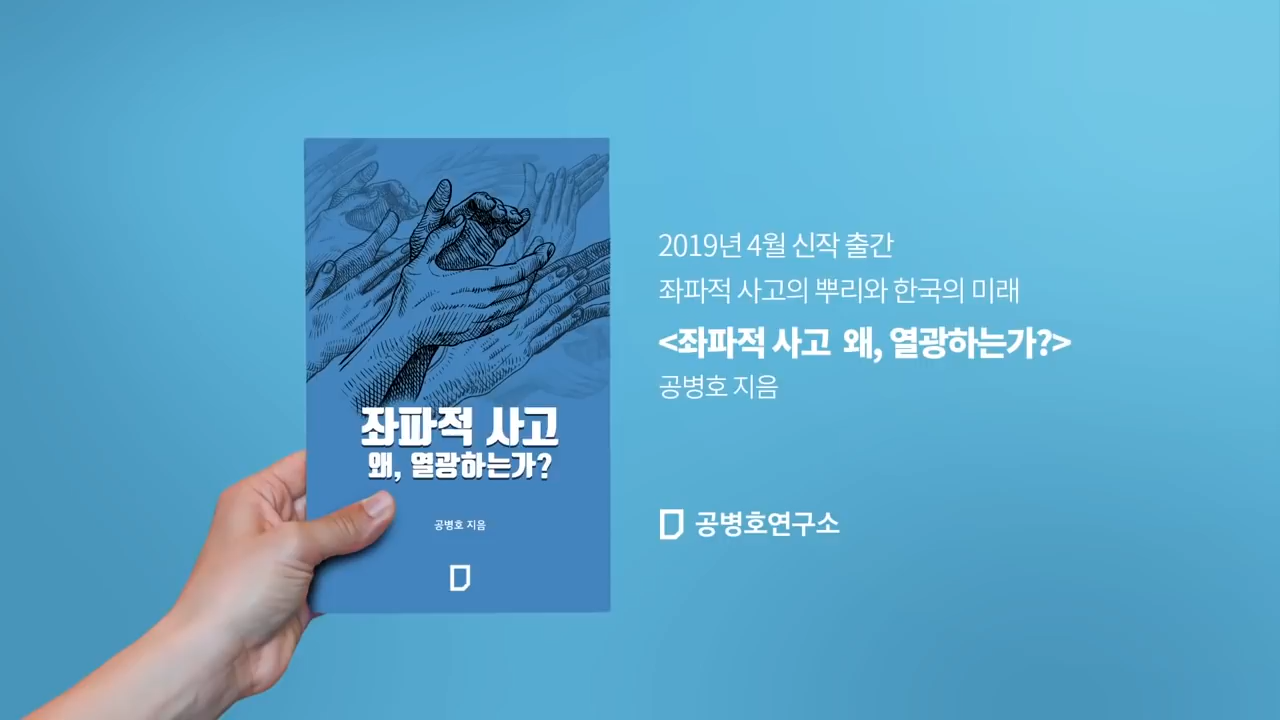 좌파적 사고
왜, 열광하는가?
공병호 지음
2019년 4월 신작 출간
좌파적 사고의 뿌리와 한국의 미래
<좌파적 사고 왜, 열광하는가?>
공병호 지음
공병호연구소